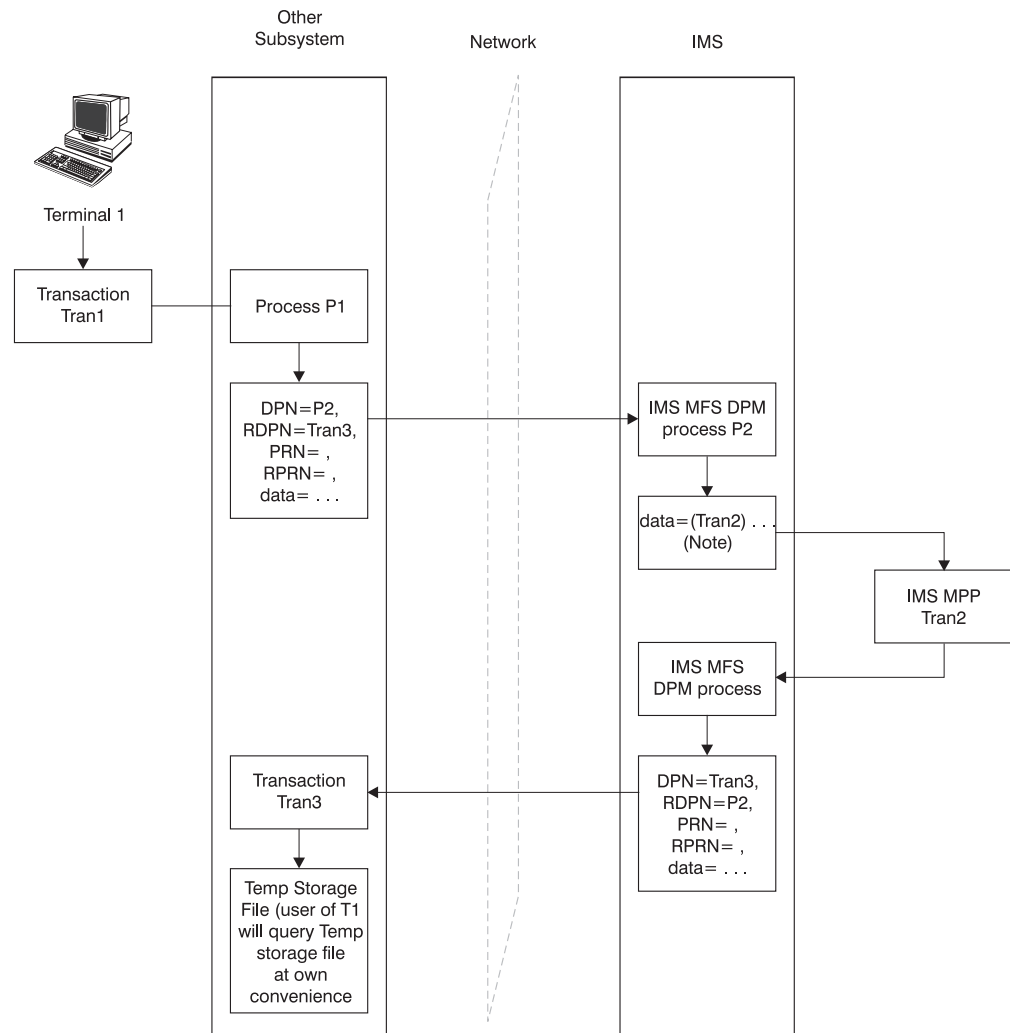 Other
Subsystem
Network
IMS
Terminal 1
Transaction
Tran1
Process P1
DPN=P2,
RDPN=Tran3,
PRN= ,
RPRN= ,
data= . . .
IMS MFS DPM
process P2
data=(Tran2) . . .
(Note)
IMS MPP
Tran2
IMS MFS
DPM process
Transaction
Tran3
DPN=Tran3,
RDPN=P2,
PRN= ,
RPRN= ,
data= . . .
Temp Storage
File (user of T1
will query Temp
storage file
at own
convenience